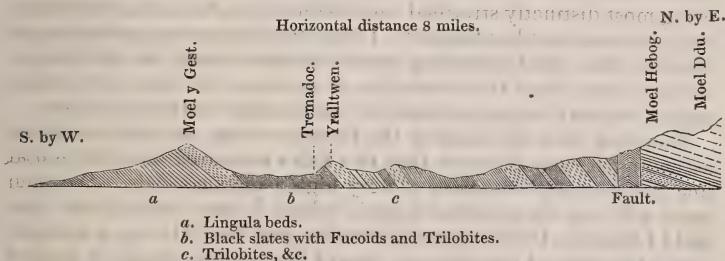 Horizontal distance 8 miles.
N. by E.
S. by W.
Moel y Gest.
Tremadoc.
Yralltwen.
Moel Hebog.
Moel Ddu.
a
b
c
Fault.
a. Lingula beds.
b. Black slates with Fucoids and Trilobites.
c. Trilobites, &c.